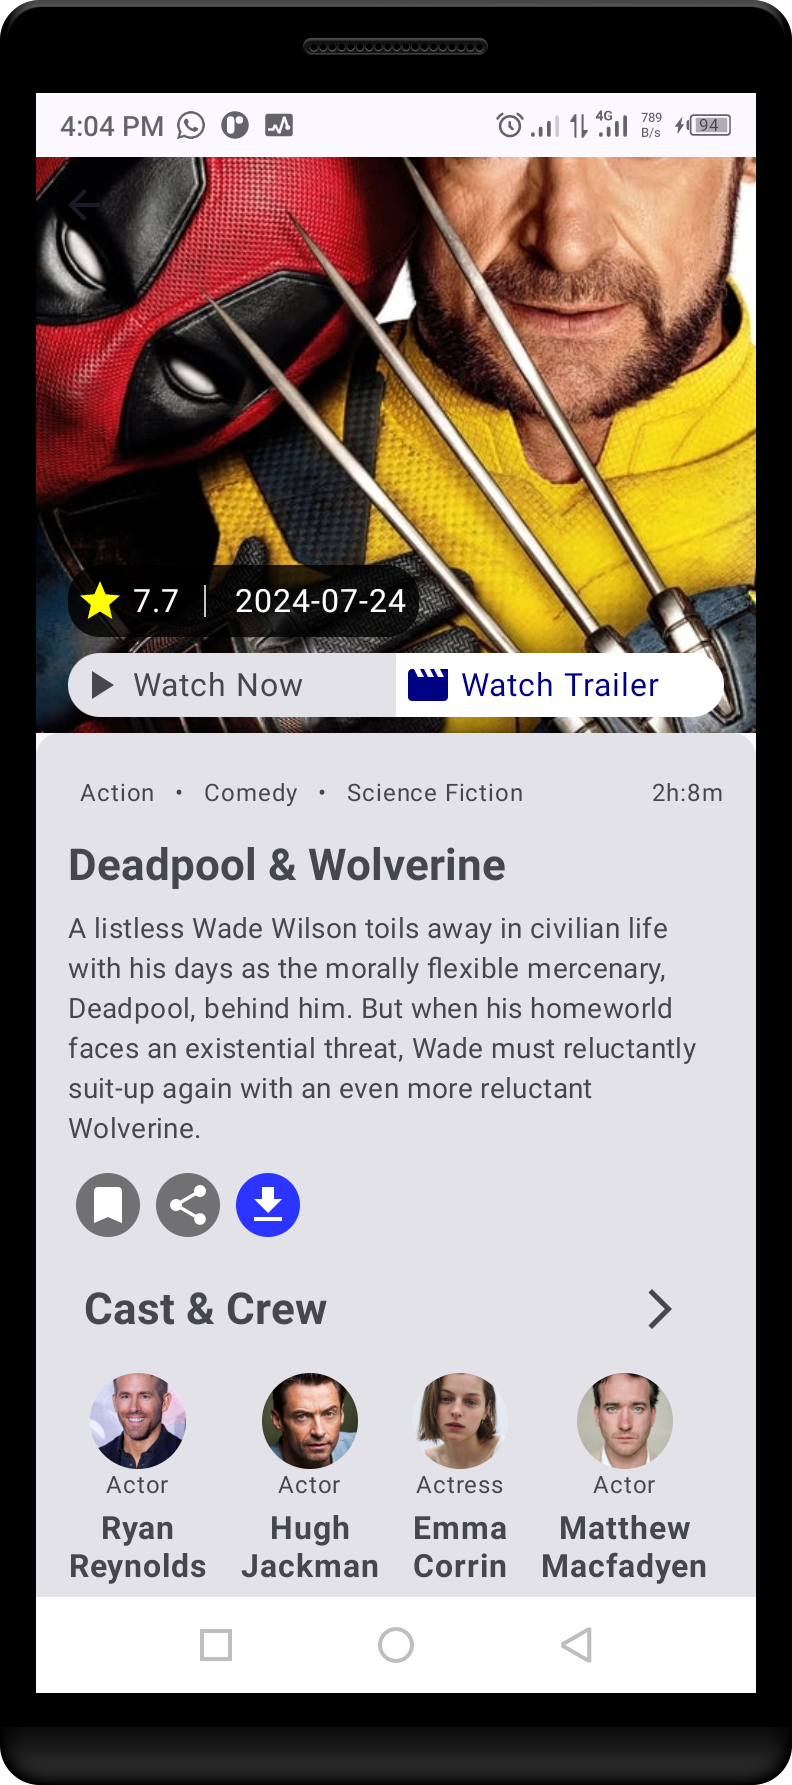 4:04 PM
4G
789
B/s
94
7.7 | 2024-07-24
Watch Now
Watch Trailer
Action • Comedy • Science Fiction 2h:8m
Deadpool & Wolverine
A listless Wade Wilson toils away in civilian life
with his days as the morally flexible mercenary,
Deadpool, behind him. But when his homeworld
faces an existential threat, Wade must reluctantly
suit-up again with an even more reluctant
Wolverine.
Cast & Crew
Actor
Ryan
Reynolds
Actor
Hugh
Jackman
Actress
Emma
Corrin
Actor
Matthew
Macfadyen